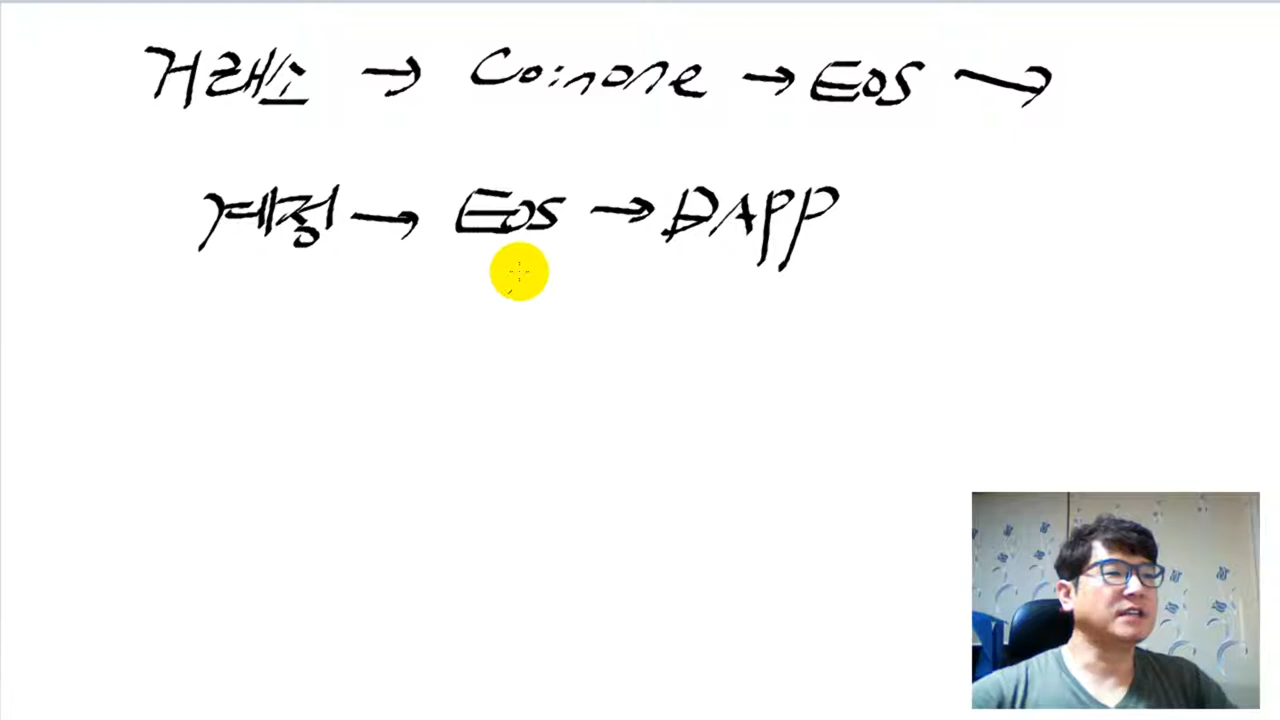 거래소 → Coinone → EOS →
계정 → EOS → DAPP